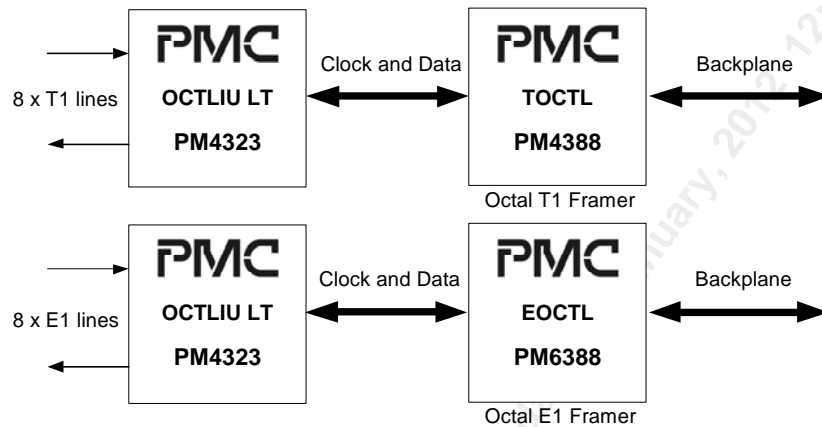 PMC
OCTLIU LT
PM4323
8 x T1 lines
Clock and Data
PMC
TOCTL
PM4388
Octal T1 Framer
Backplane
PMC
OCTLIU LT
PM4323
8 x E1 lines
Clock and Data
PMC
EOCTL
PM6388
Octal E1 Framer
Backplane